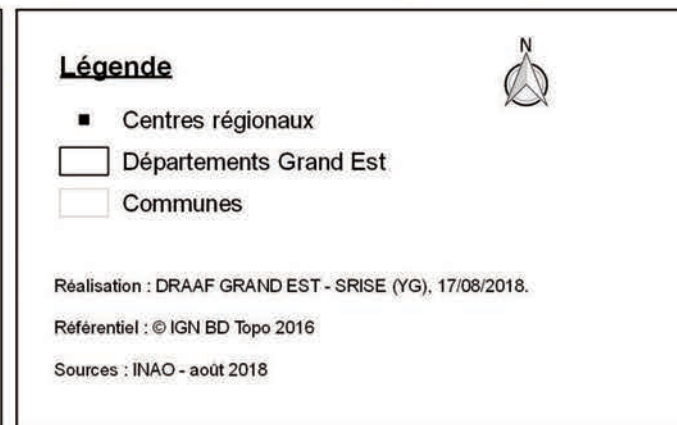 N
Légende
Centres régionaux
Départements Grand Est
Communes
Réalisation : DRAAF GRAND EST - SRISE (YG), 17/08/2018.
Référentiel : © IGN BD Topo 2016
Sources : INAO - août 2018